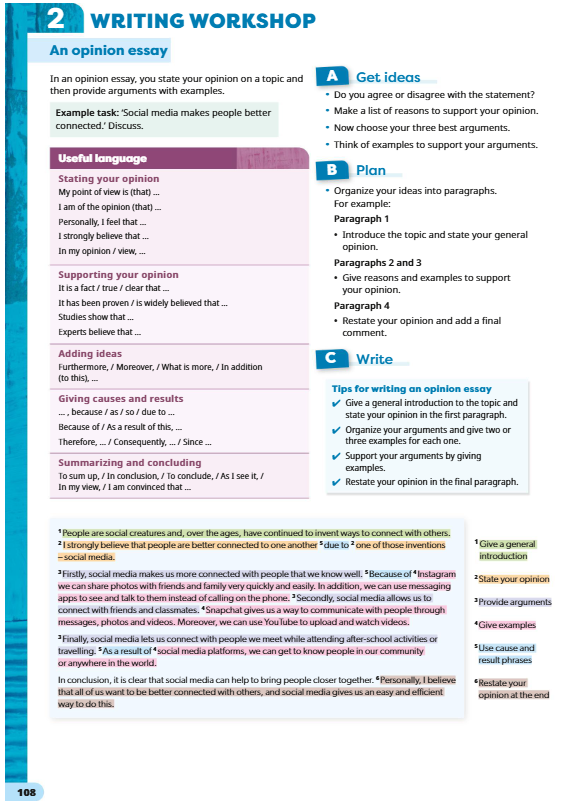 2 WRITING WORKSHOP
An opinion essay
In an opinion essay, you state your opinion on a topic and
then provide arguments with examples.
Example task: ‘Social media makes people better
connected.’ Discuss.
Useful language
Stating your opinion
My point of view is (that) ...
I am of the opinion (that) ...
Personally, I feel that ...
I strongly believe that ...
In my opinion / view, ...
Supporting your opinion
It is a fact / true / clear that ...
It has been proven / is widely believed that ...
Studies show that ...
Experts believe that ...
Adding ideas
Furthermore, / Moreover, / What is more, / In addition
(to this), ...
Giving causes and results
... , because / as / so / due to ...
Because of / As a result of this, ...
Therefore, ... / Consequently, ... / Since ...
Summarizing and concluding
To sum up, / In conclusion, / To conclude, / As I see it, /
In my view, / I am convinced that ...
A Get ideas
• Do you agree or disagree with the statement?
• Make a list of reasons to support your opinion.
• Now choose your three best arguments.
• Think of examples to support your arguments.
B Plan
• Organize your ideas into paragraphs.
For example:
Paragraph 1
• Introduce the topic and state your general
opinion.
Paragraphs 2 and 3
• Give reasons and examples to support
your opinion.
Paragraph 4
• Restate your opinion and add a final
comment.
C Write
Tips for writing an opinion essay
✔ Give a general introduction to the topic and
state your opinion in the first paragraph.
✔ Organize your arguments and give two or
three examples for each one.
✔ Support your arguments by giving
examples.
✔ Restate your opinion in the final paragraph.
¹People are social creatures and, over the ages, have continued to invent ways to connect with others.
²I strongly believe that people are better connected to one another ⁵due to ²one of those inventions
– social media.
³Firstly, social media makes us more connected with people that we know well. ⁵Because of ⁴Instagram
we can share photos with friends and family very quickly and easily. In addition, we can use messaging
apps to see and talk to them instead of calling on the phone. ³Secondly, social media allows us to
connect with friends and classmates. ⁴Snapchat gives us a way to communicate with people through
messages, photos and videos. Moreover, we can use YouTube to upload and watch videos.
³Finally, social media lets us connect with people we meet while attending after-school activities or
travelling. ⁵As a result of ⁴social media platforms, we can get to know people in our community
or anywhere in the world.
In conclusion, it is clear that social media can help to bring people closer together. ⁶Personally, I believe
that all of us want to be better connected with others, and social media gives us an easy and efficient
way to do this.
¹Give a general
introduction
²State your opinion
³Provide arguments
⁴Give examples
⁵Use cause and
result phrases
⁶Restate your
opinion at the end
108